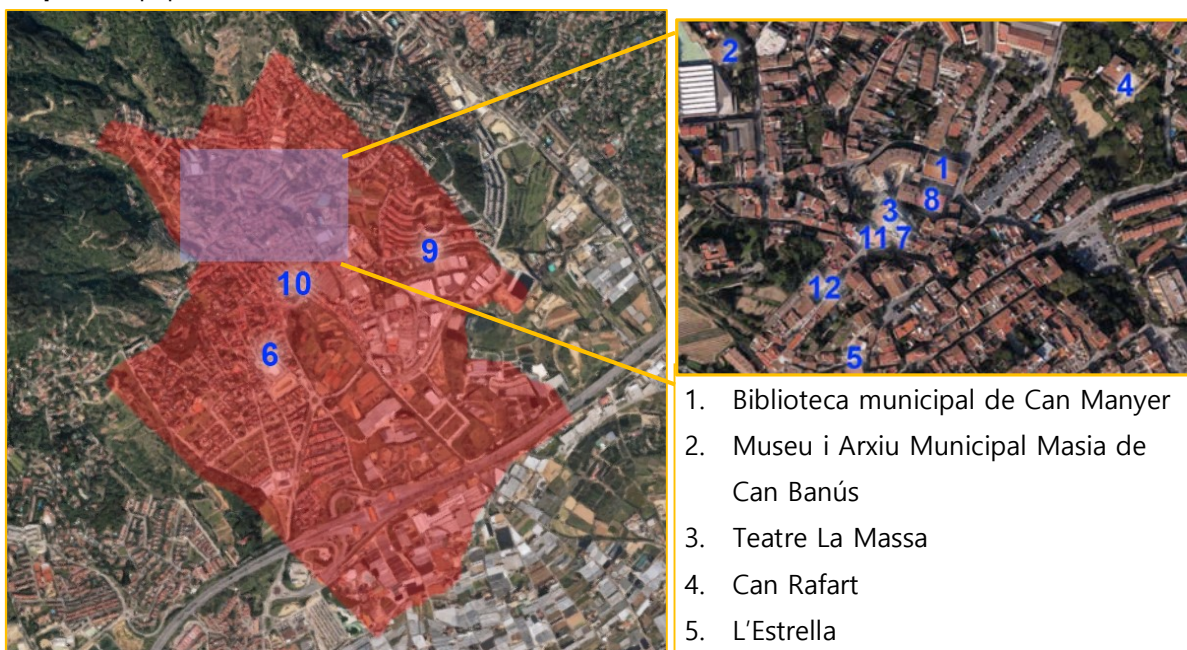 2
4
1
8
3
11 7
12
5
9
10
6
1. Biblioteca municipal de Can Manyer
2. Museu i Arxiu Municipal Masia de
Can Banús
3. Teatre La Massa
4. Can Rafart
5. L'Estrella